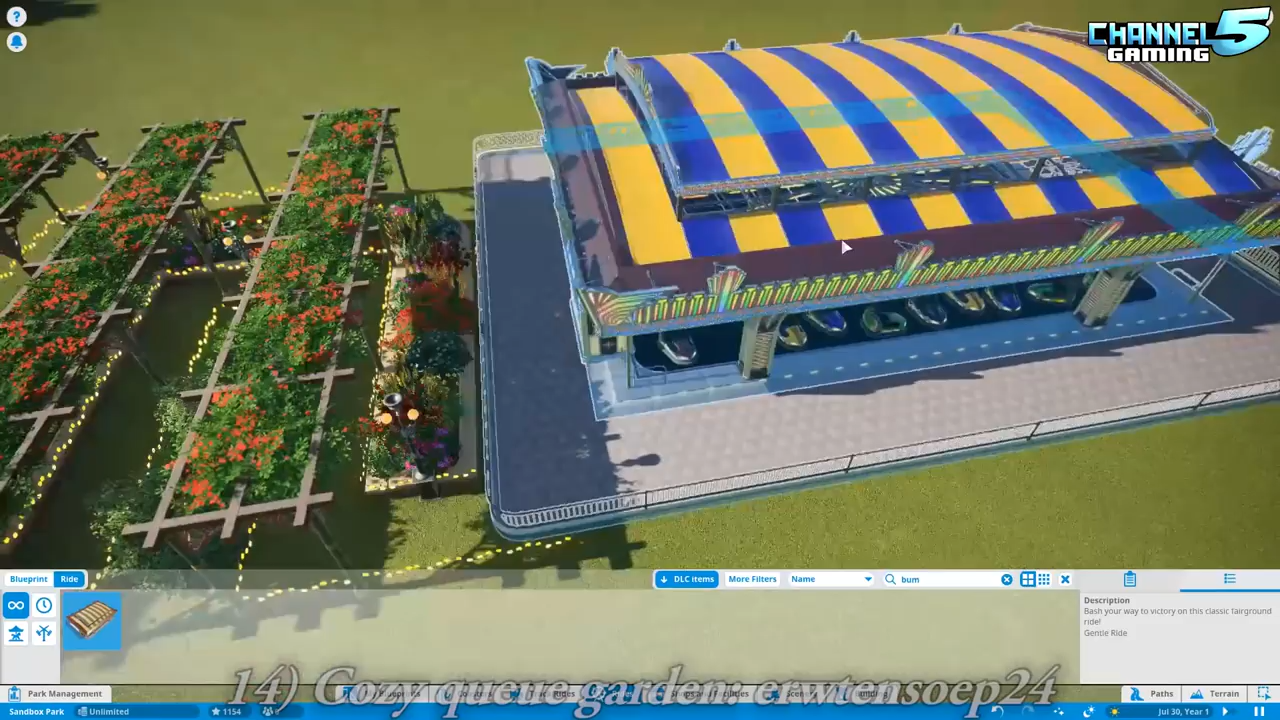 ?
CHANNEL 5
GAMING
Blueprint
Ride
DLC items
More Filters
Name
bum
Description
Bash your way to victory on this classic fairground
ride!
Gentle Ride
14) Cozy queue garden: erwtensoep24
Park Management
Paths
Terrain
Sandbox Park
Unlimited
1154
Jul 30, Year 1